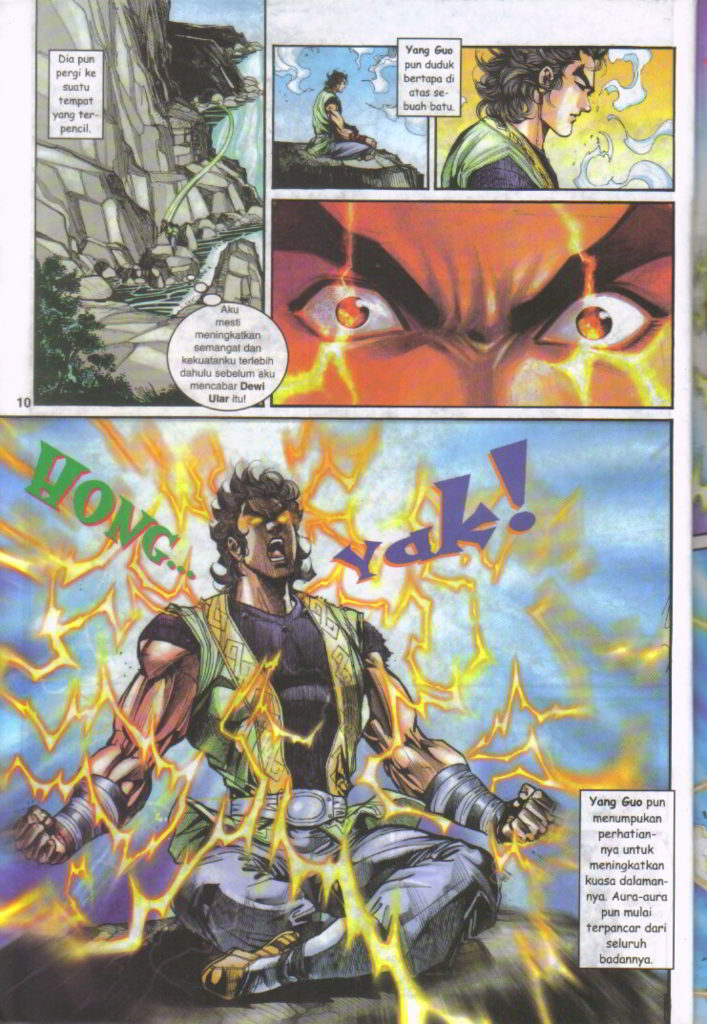 Dia pun
pergi ke
suatu
tempat
yang ter-
pencil.
Yang Guo
pun duduk
bertapa di
atas se-
buah batu.
Aku
mesti
meningkatkan
semangat dan
kekuatanku terlebih
dahulu sebelum aku
mencabar Dewi
Ular itu!
10
HONG...
Yak!
Yang Guo pun
menumpukan
perhatian-
nya untuk
meningkatkan
kuasa dalaman-
nya. Aura-aura
pun mulai
terpancar dari
seluruh
badannya.